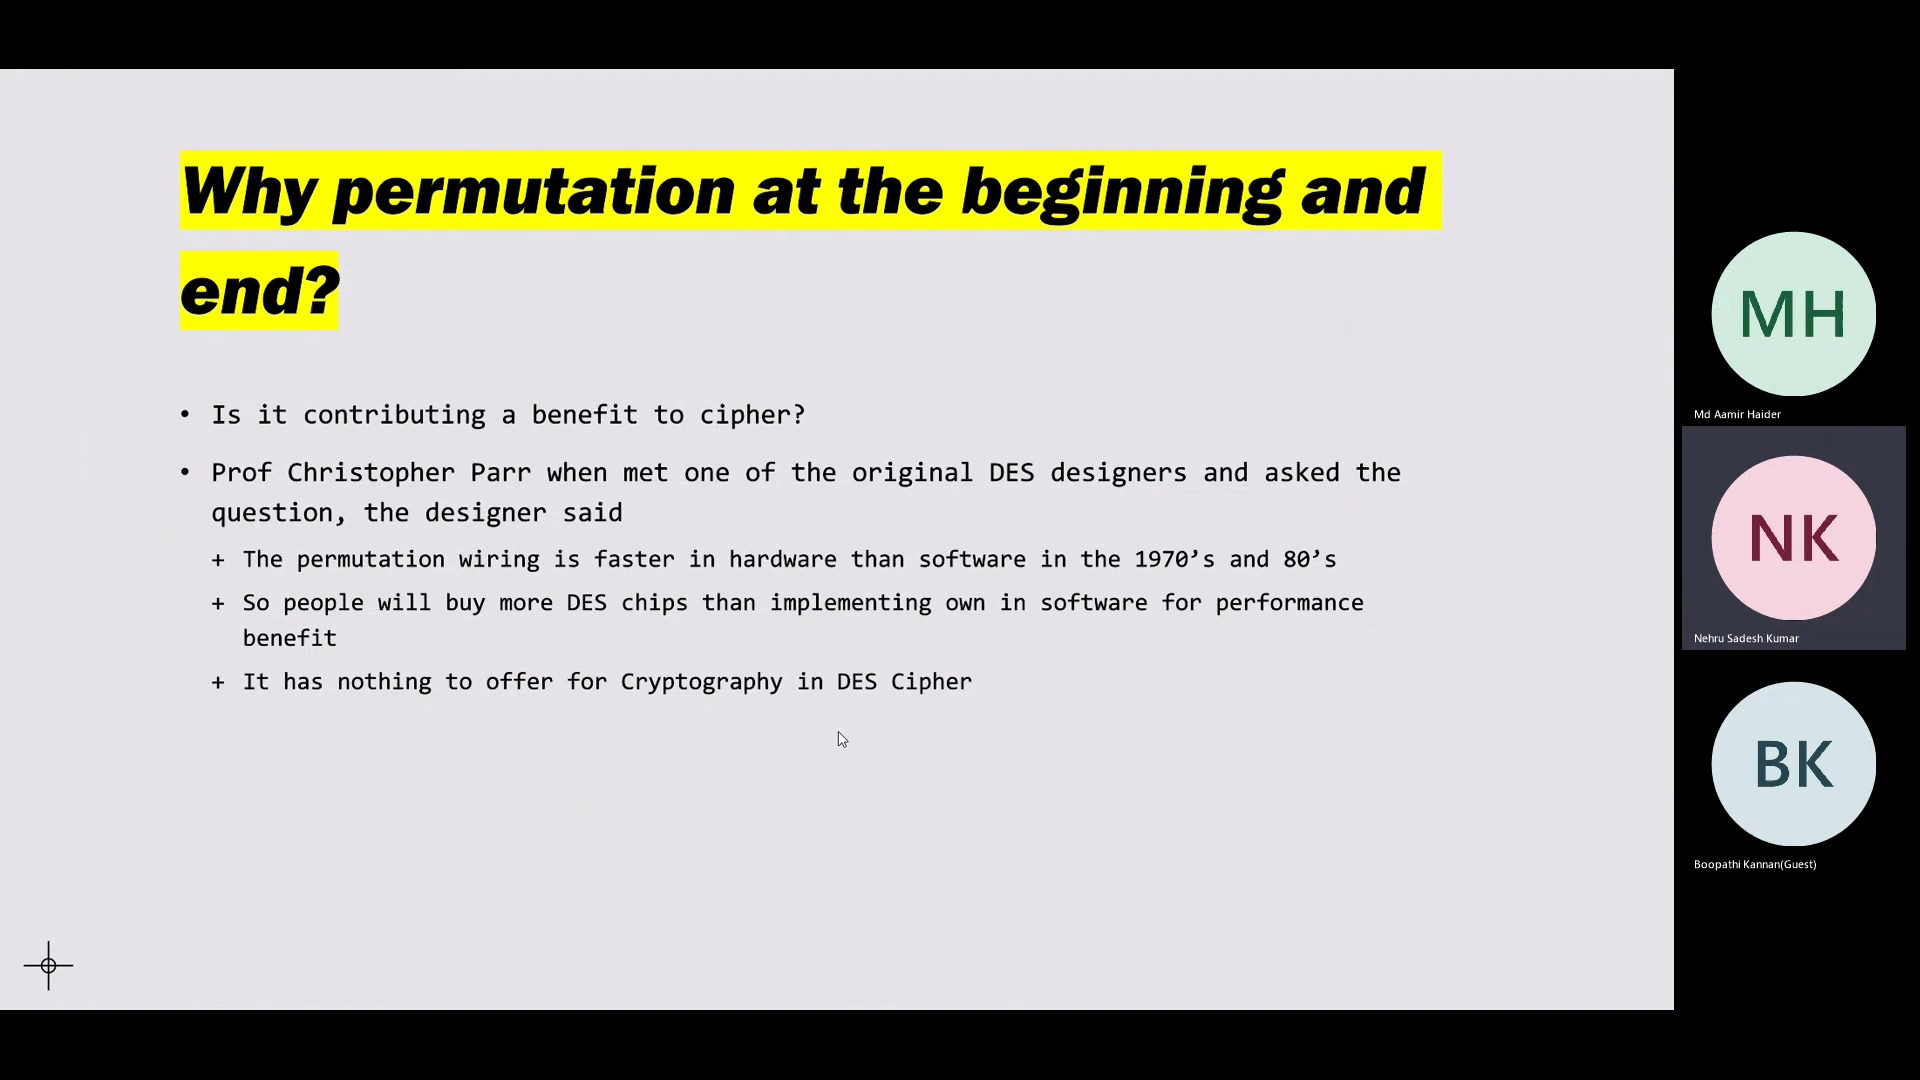 Why permutation at the beginning and
end?
• Is it contributing a benefit to cipher?
• Prof Christopher Parr when met one of the original DES designers and asked the
question, the designer said
+ The permutation wiring is faster in hardware than software in the 1970’s and 80’s
+ So people will buy more DES chips than implementing own in software for performance
benefit
+ It has nothing to offer for Cryptography in DES Cipher
MH
Md Aamir Haider
NK
Nehru Sadesh Kumar
BK
Boopathi Kannan(Guest)